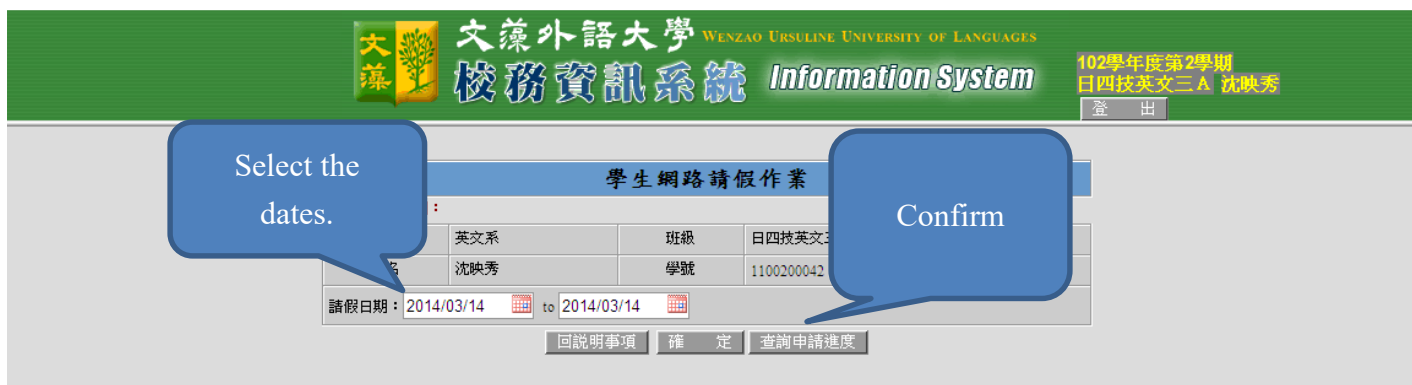 文藻
文藻外語大學 WENZAO URSULINE UNIVERSITY OF LANGUAGES
校務資訊系統 Information System
102學年度第2學期
日四技英文三A 沈映秀
登 出
Select the
dates.
Confirm
學生網路請假作業
:
英文系 班級 日四技英文三
名 沈映秀 學號 1100200042
請假日期：2014/03/14 to 2014/03/14
回說明事項 確 定 查詢申請進度